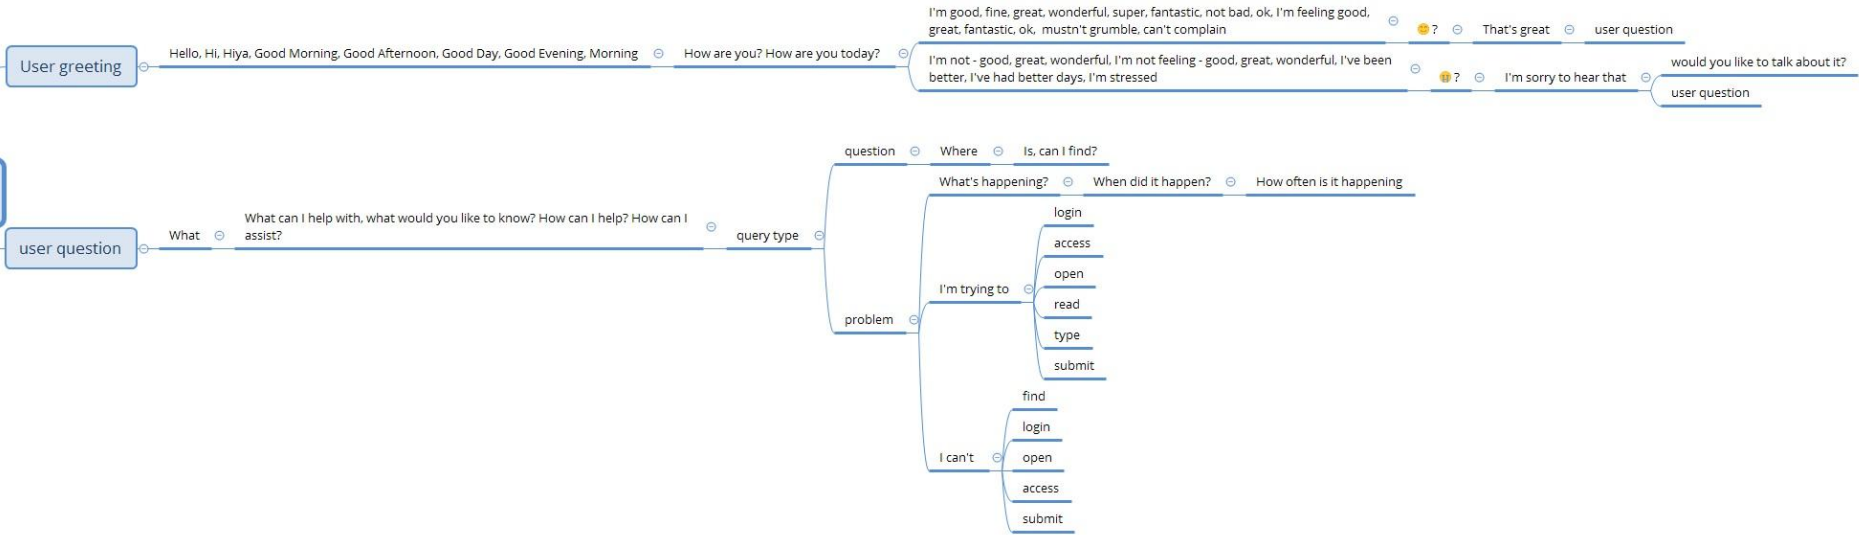 User greeting
Hello, Hi, Hiya, Good Morning, Good Afternoon, Good Day, Good Evening, Morning
How are you? How are you today?
I'm good, fine, great, wonderful, super, fantastic, not bad, ok, I'm feeling good,
great, fantastic, ok, mustn't grumble, can't complain
?
That's great
user question
I'm not - good, great, wonderful, I'm not feeling - good, great, wonderful, I've been
better, I've had better days, I'm stressed
?
I'm sorry to hear that
would you like to talk about it?
user question
user question
What
What can I help with, what would you like to know? How can I help? How can I
assist?
query type
question
Where
Is, can I find?
problem
What's happening?
When did it happen?
How often is it happening
I'm trying to
login
access
open
read
type
submit
I can't
find
login
open
access
submit